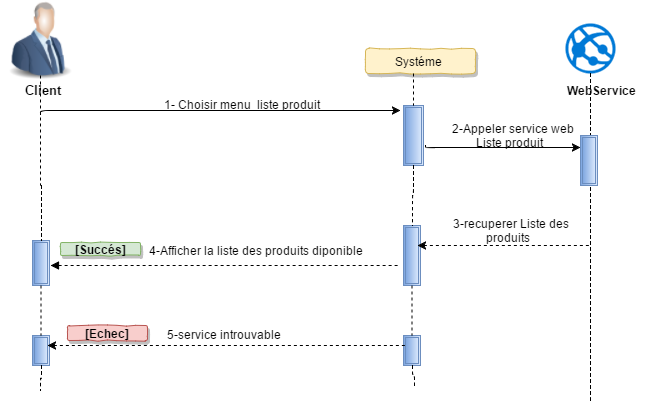 Système
Client
WebService
1- Choisir menu liste produit
2-Appeler service web
Liste produit
3-recuperer Liste des
produits
[Succés]
4-Afficher la liste des produits diponible
[Echec]
5-service introuvable